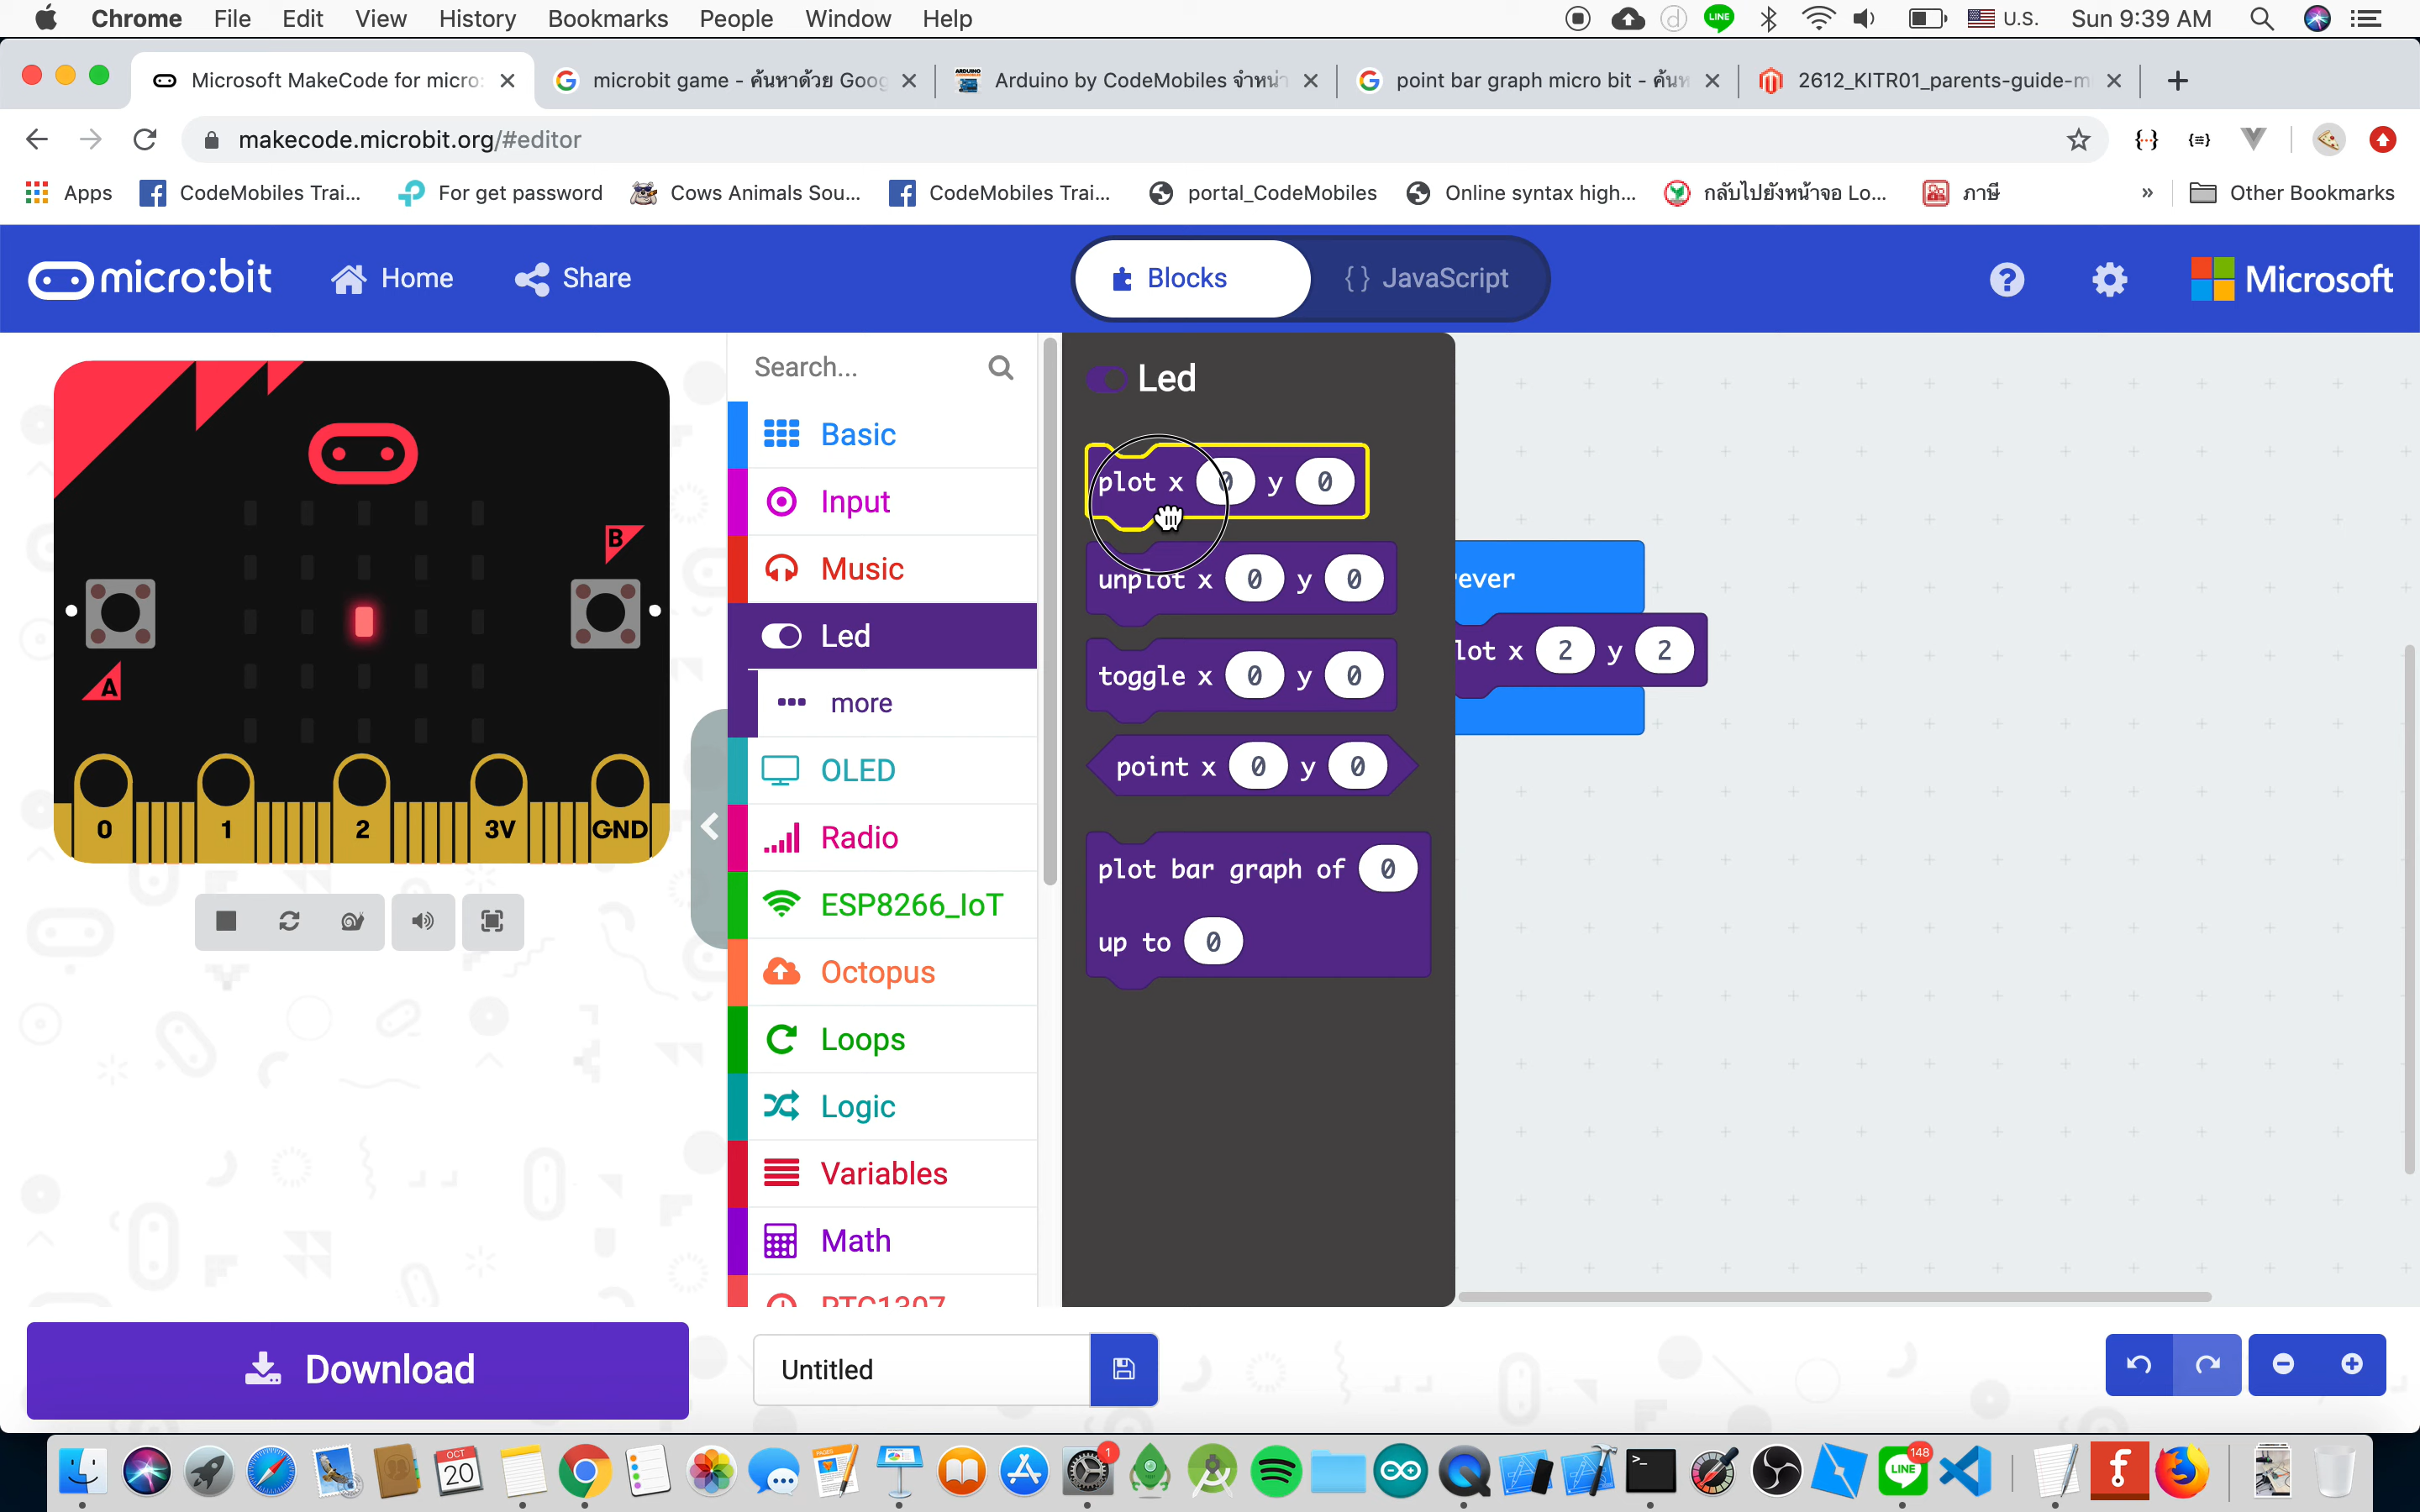 Chrome File Edit View History Bookmarks People Window Help LINE U.S. Sun 9:39 AM
Microsoft MakeCode for micro: microbit game - ค้นหาด้วย Goog Arduino by CodeMobiles จำหน่า point bar graph micro bit - ค้นห 2612_KITR01_parents-guide-m
makecode.microbit.org/#editor
Apps CodeMobiles Trai... For get password Cows Animals Sou... CodeMobiles Trai... portal_CodeMobiles Online syntax high... กลับไปยังหน้าจอ Lo... ภาษี » Other Bookmarks
micro:bit Home Share Blocks {} JavaScript Microsoft
Search...
Led
Basic
plot x 0 y 0
Input
B
Music
unplot x 0 y 0
ever
Led
lot x 2 y 2
toggle x 0 y 0
A
more
OLED
point x 0 y 0
0 1 2 3V GND
Radio
plot bar graph of 0
ESP8266_IoT
up to 0
Octopus
Loops
Logic
Variables
Math
RTC1307
Download
Untitled
OCT
20
PAGES
1
LINE
148